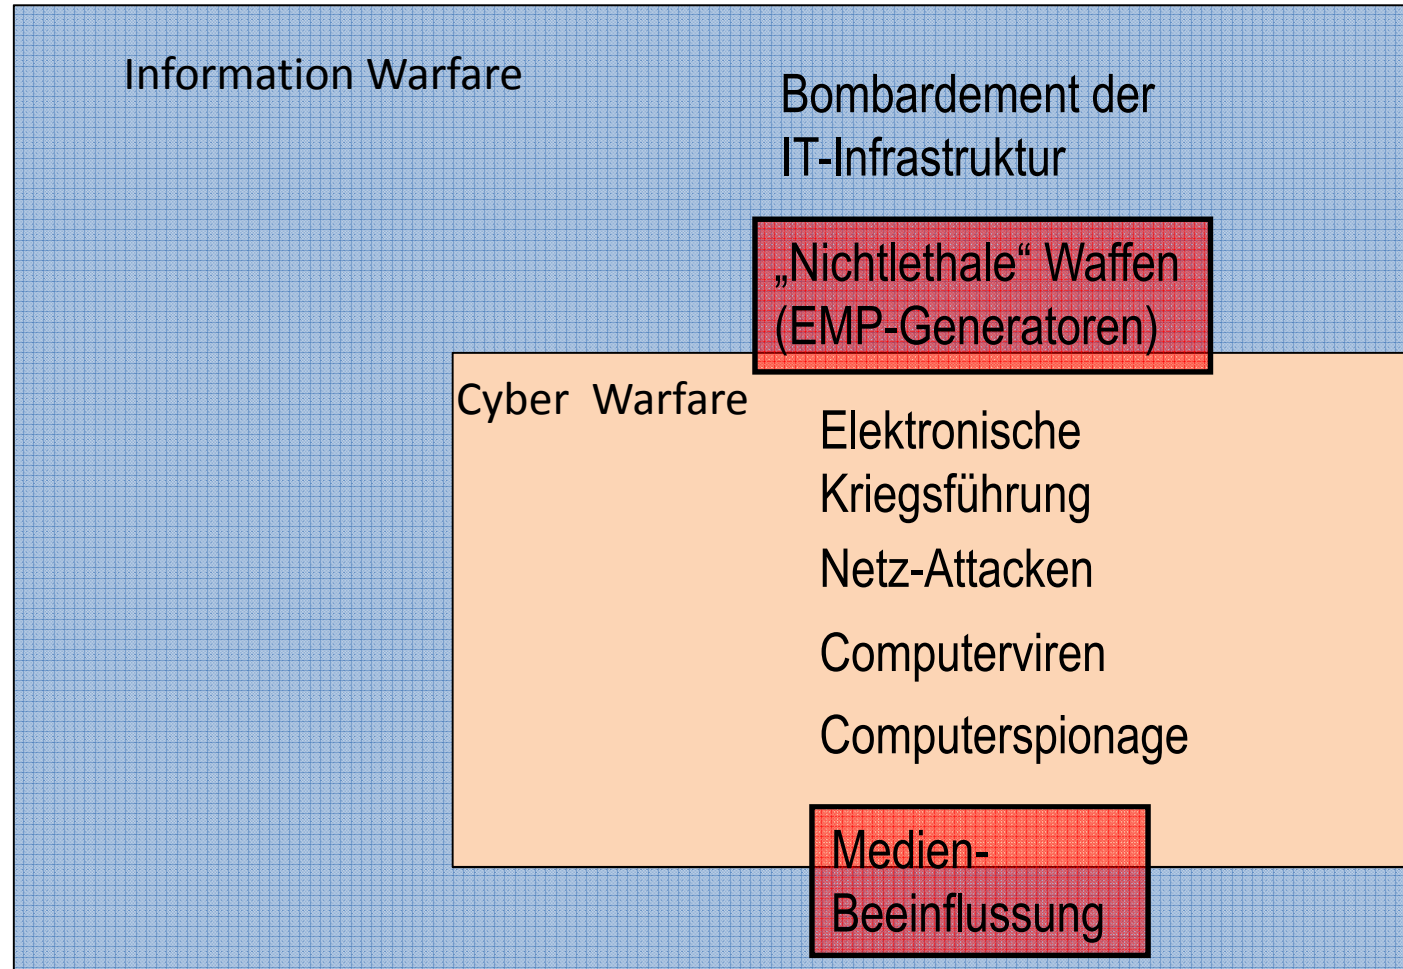 Information Warfare
Bombardement der
IT-Infrastruktur
„Nichtlethale“ Waffen
(EMP-Generatoren)
Cyber Warfare
Elektronische
Kriegsführung
Netz-Attacken
Computerviren
Computerspionage
Medien-
Beeinflussung